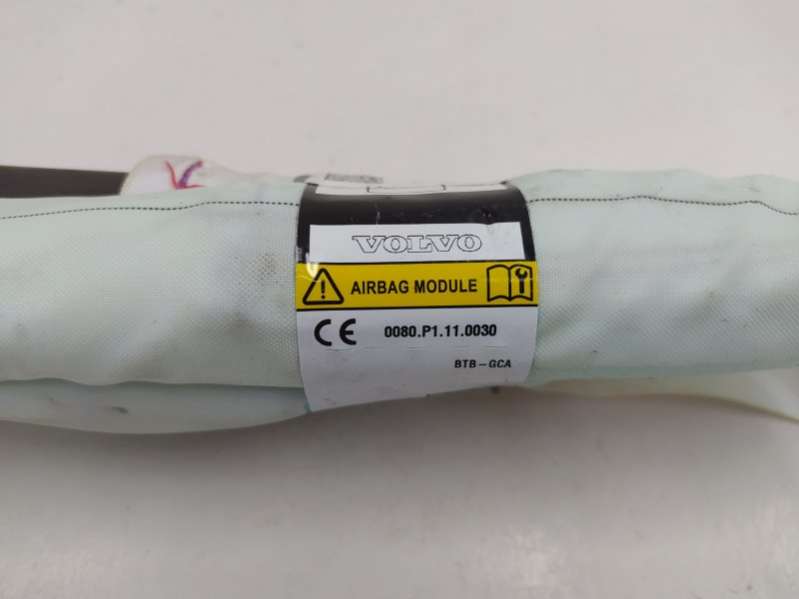 VOLVO
AIRBAG MODULE
CE 0080.P1.11.0030
BTB-GCA